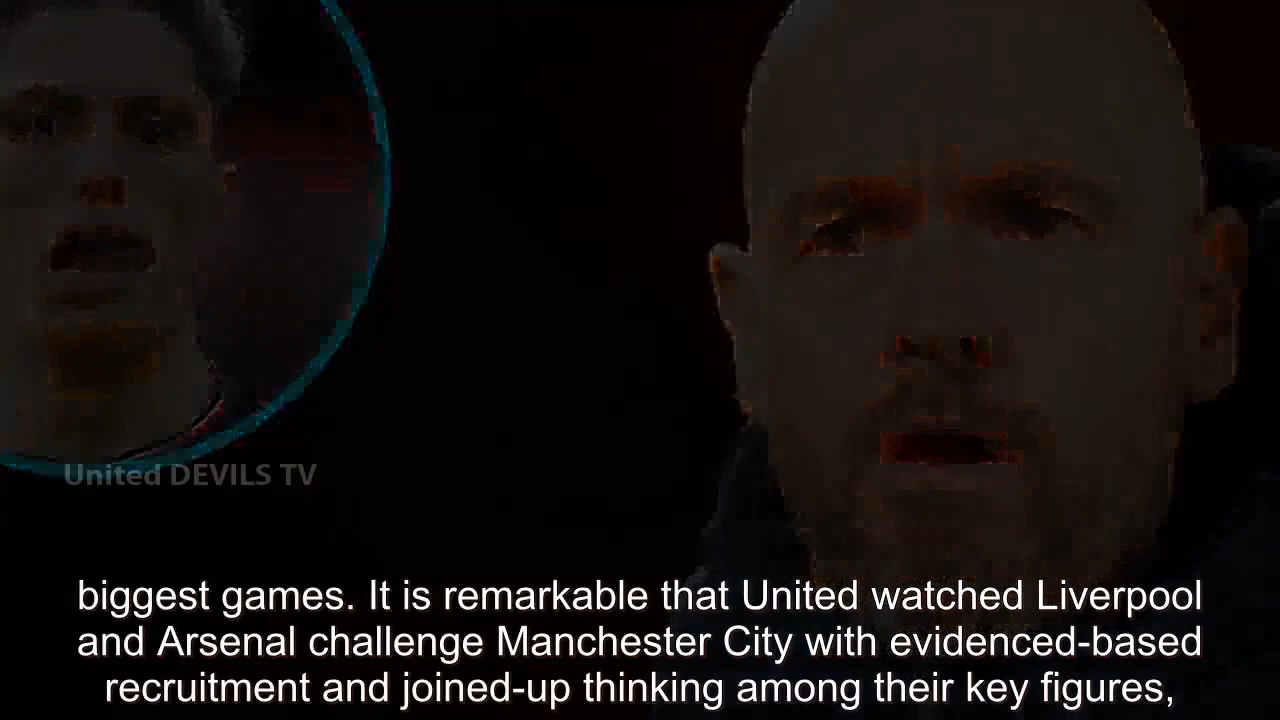 United DEVILS TV
biggest games. It is remarkable that United watched Liverpool
and Arsenal challenge Manchester City with evidenced-based
recruitment and joined-up thinking among their key figures,